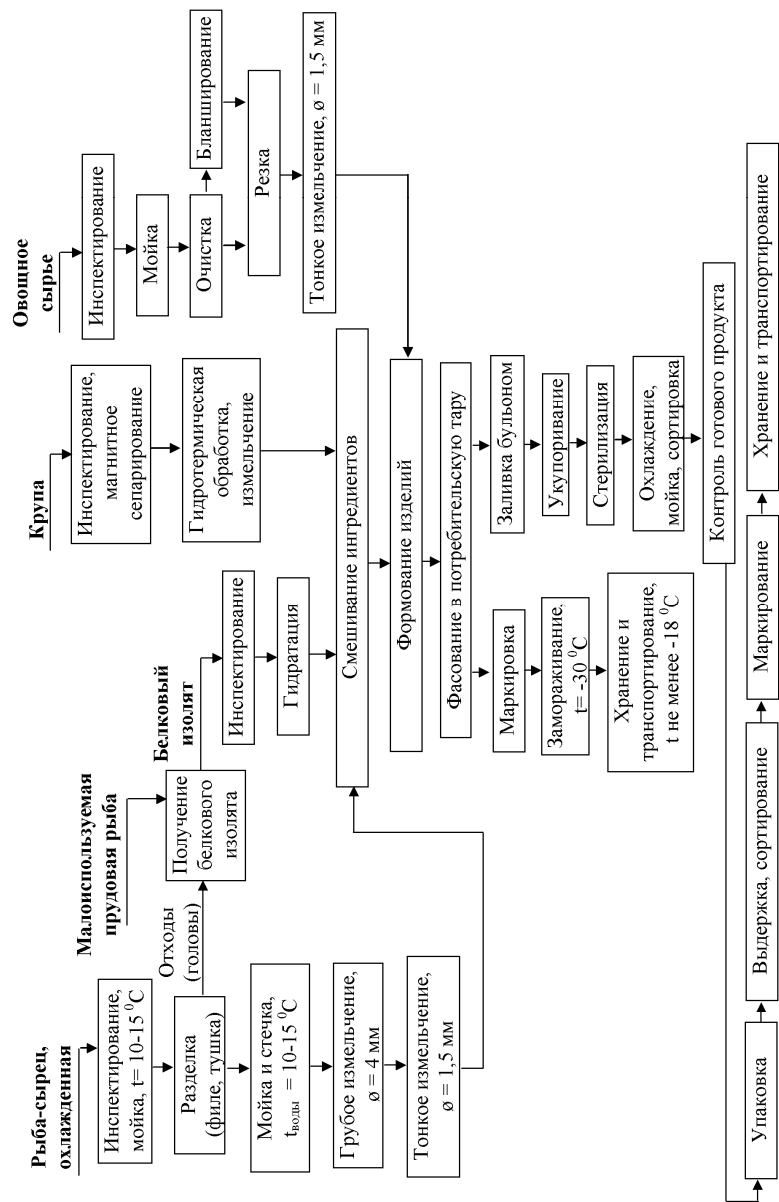 Рыба-сырец,
охлажденная
Инспектирование,
мойка, t= 10-15 ⁰С
Разделка
(филе, тушка)
Мойка и стечка,
tводы = 10-15 ⁰С
Грубое измельчение,
ø = 4 мм
Тонкое измельчение,
ø = 1,5 мм
Отходы
(головы)
Малоиспользуемая
прудовая рыба
Получение
белкового
изолята
Белковый
изолят
Инспектирование
Гидратация
Крупа
Инспектирование,
магнитное
сепарирование
Гидротермическая
обработка,
измельчение
Овощное
сырье
Инспектирование
Мойка
Очистка
Бланширование
Резка
Тонкое измельчение, ø = 1,5 мм
Смешивание ингредиентов
Формование изделий
Фасование в потребительскую тару
Маркировка
Замораживание,
t= -30 ⁰С
Хранение и
транспортирование,
t не менее -18 ⁰С
Заливка бульоном
Укупоривание
Стерилизация
Охлаждение,
мойка, сортировка
Контроль готового продукта
Упаковка
Выдержка, сортирование
Маркирование
Хранение и транспортирование